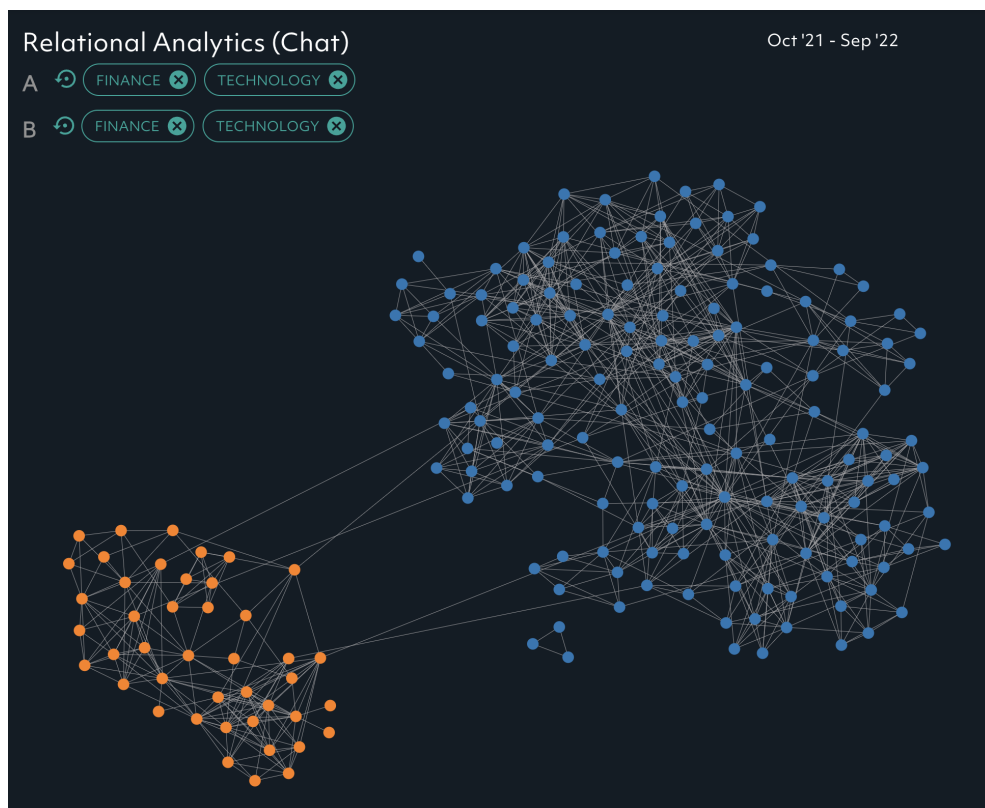 Relational Analytics (Chat)
Oct '21 - Sep '22
A FINANCE TECHNOLOGY
B FINANCE TECHNOLOGY